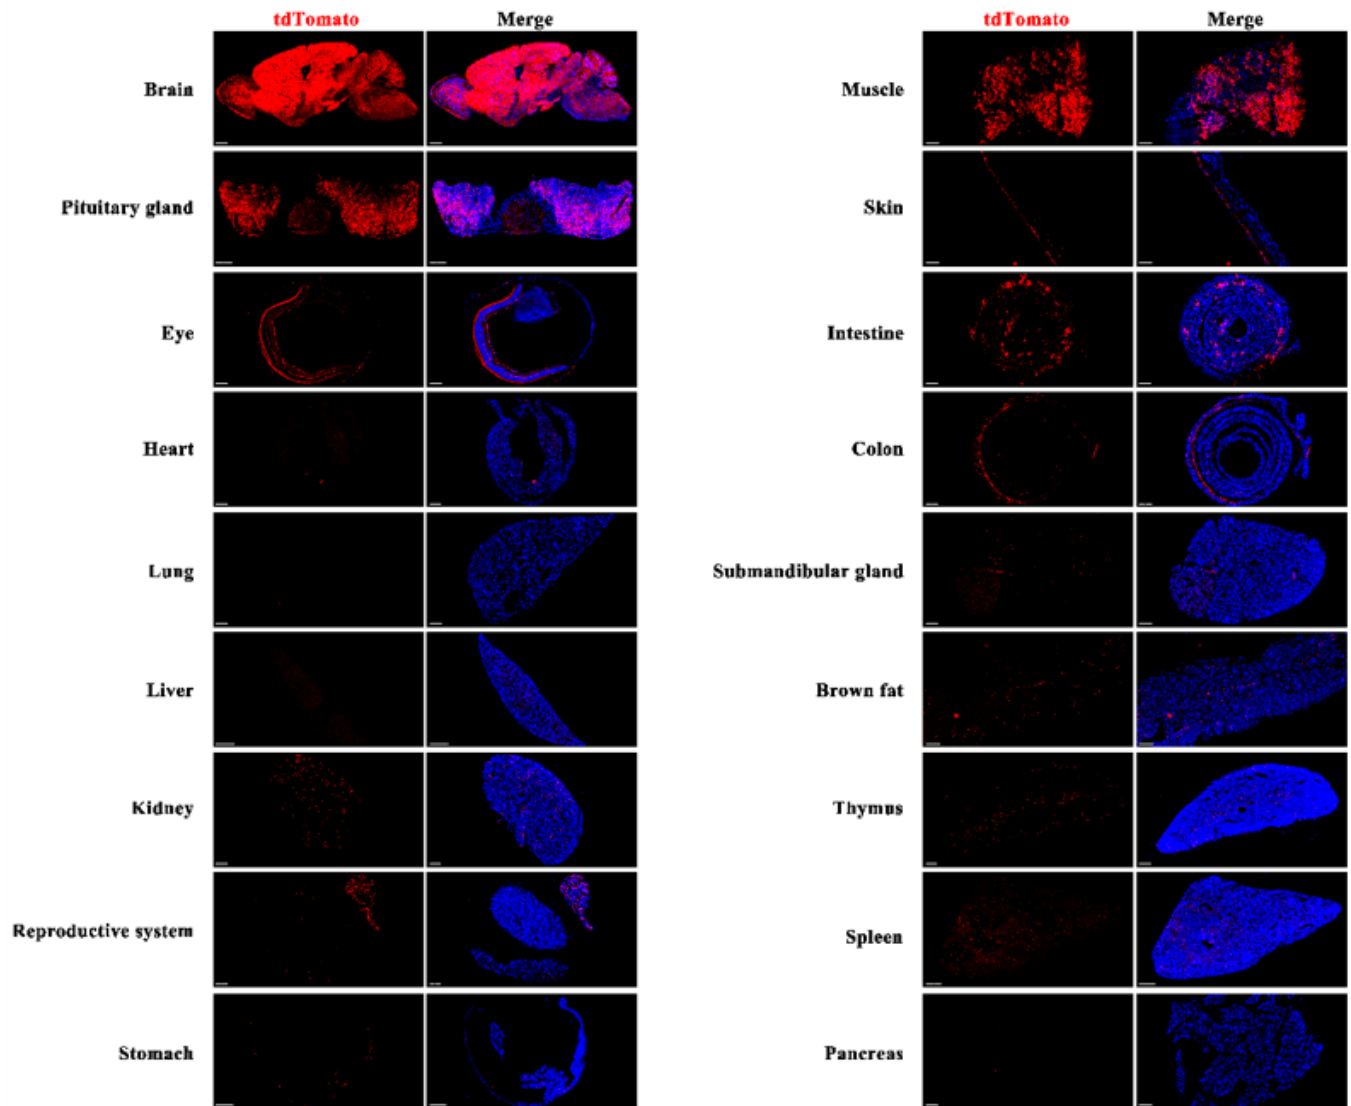 tdTomato Merge tdTomato Merge
Brain
Muscle
Pituitary gland
Skin
Eye
Intestine
Heart
Colon
Lung
Submandibular gland
Liver
Brown fat
Kidney
Thymus
Reproductive system
Spleen
Stomach
Pancreas